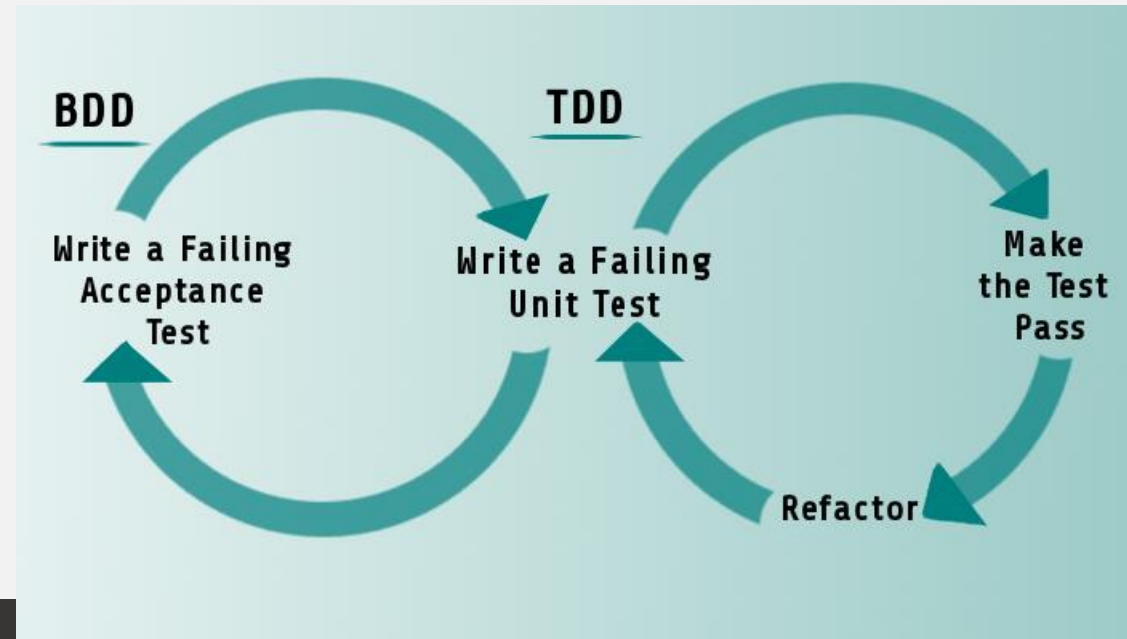 BDD
TDD
Write a Failing
Acceptance
Test
Write a Failing
Unit Test
Make
the Test
Pass
Refactor